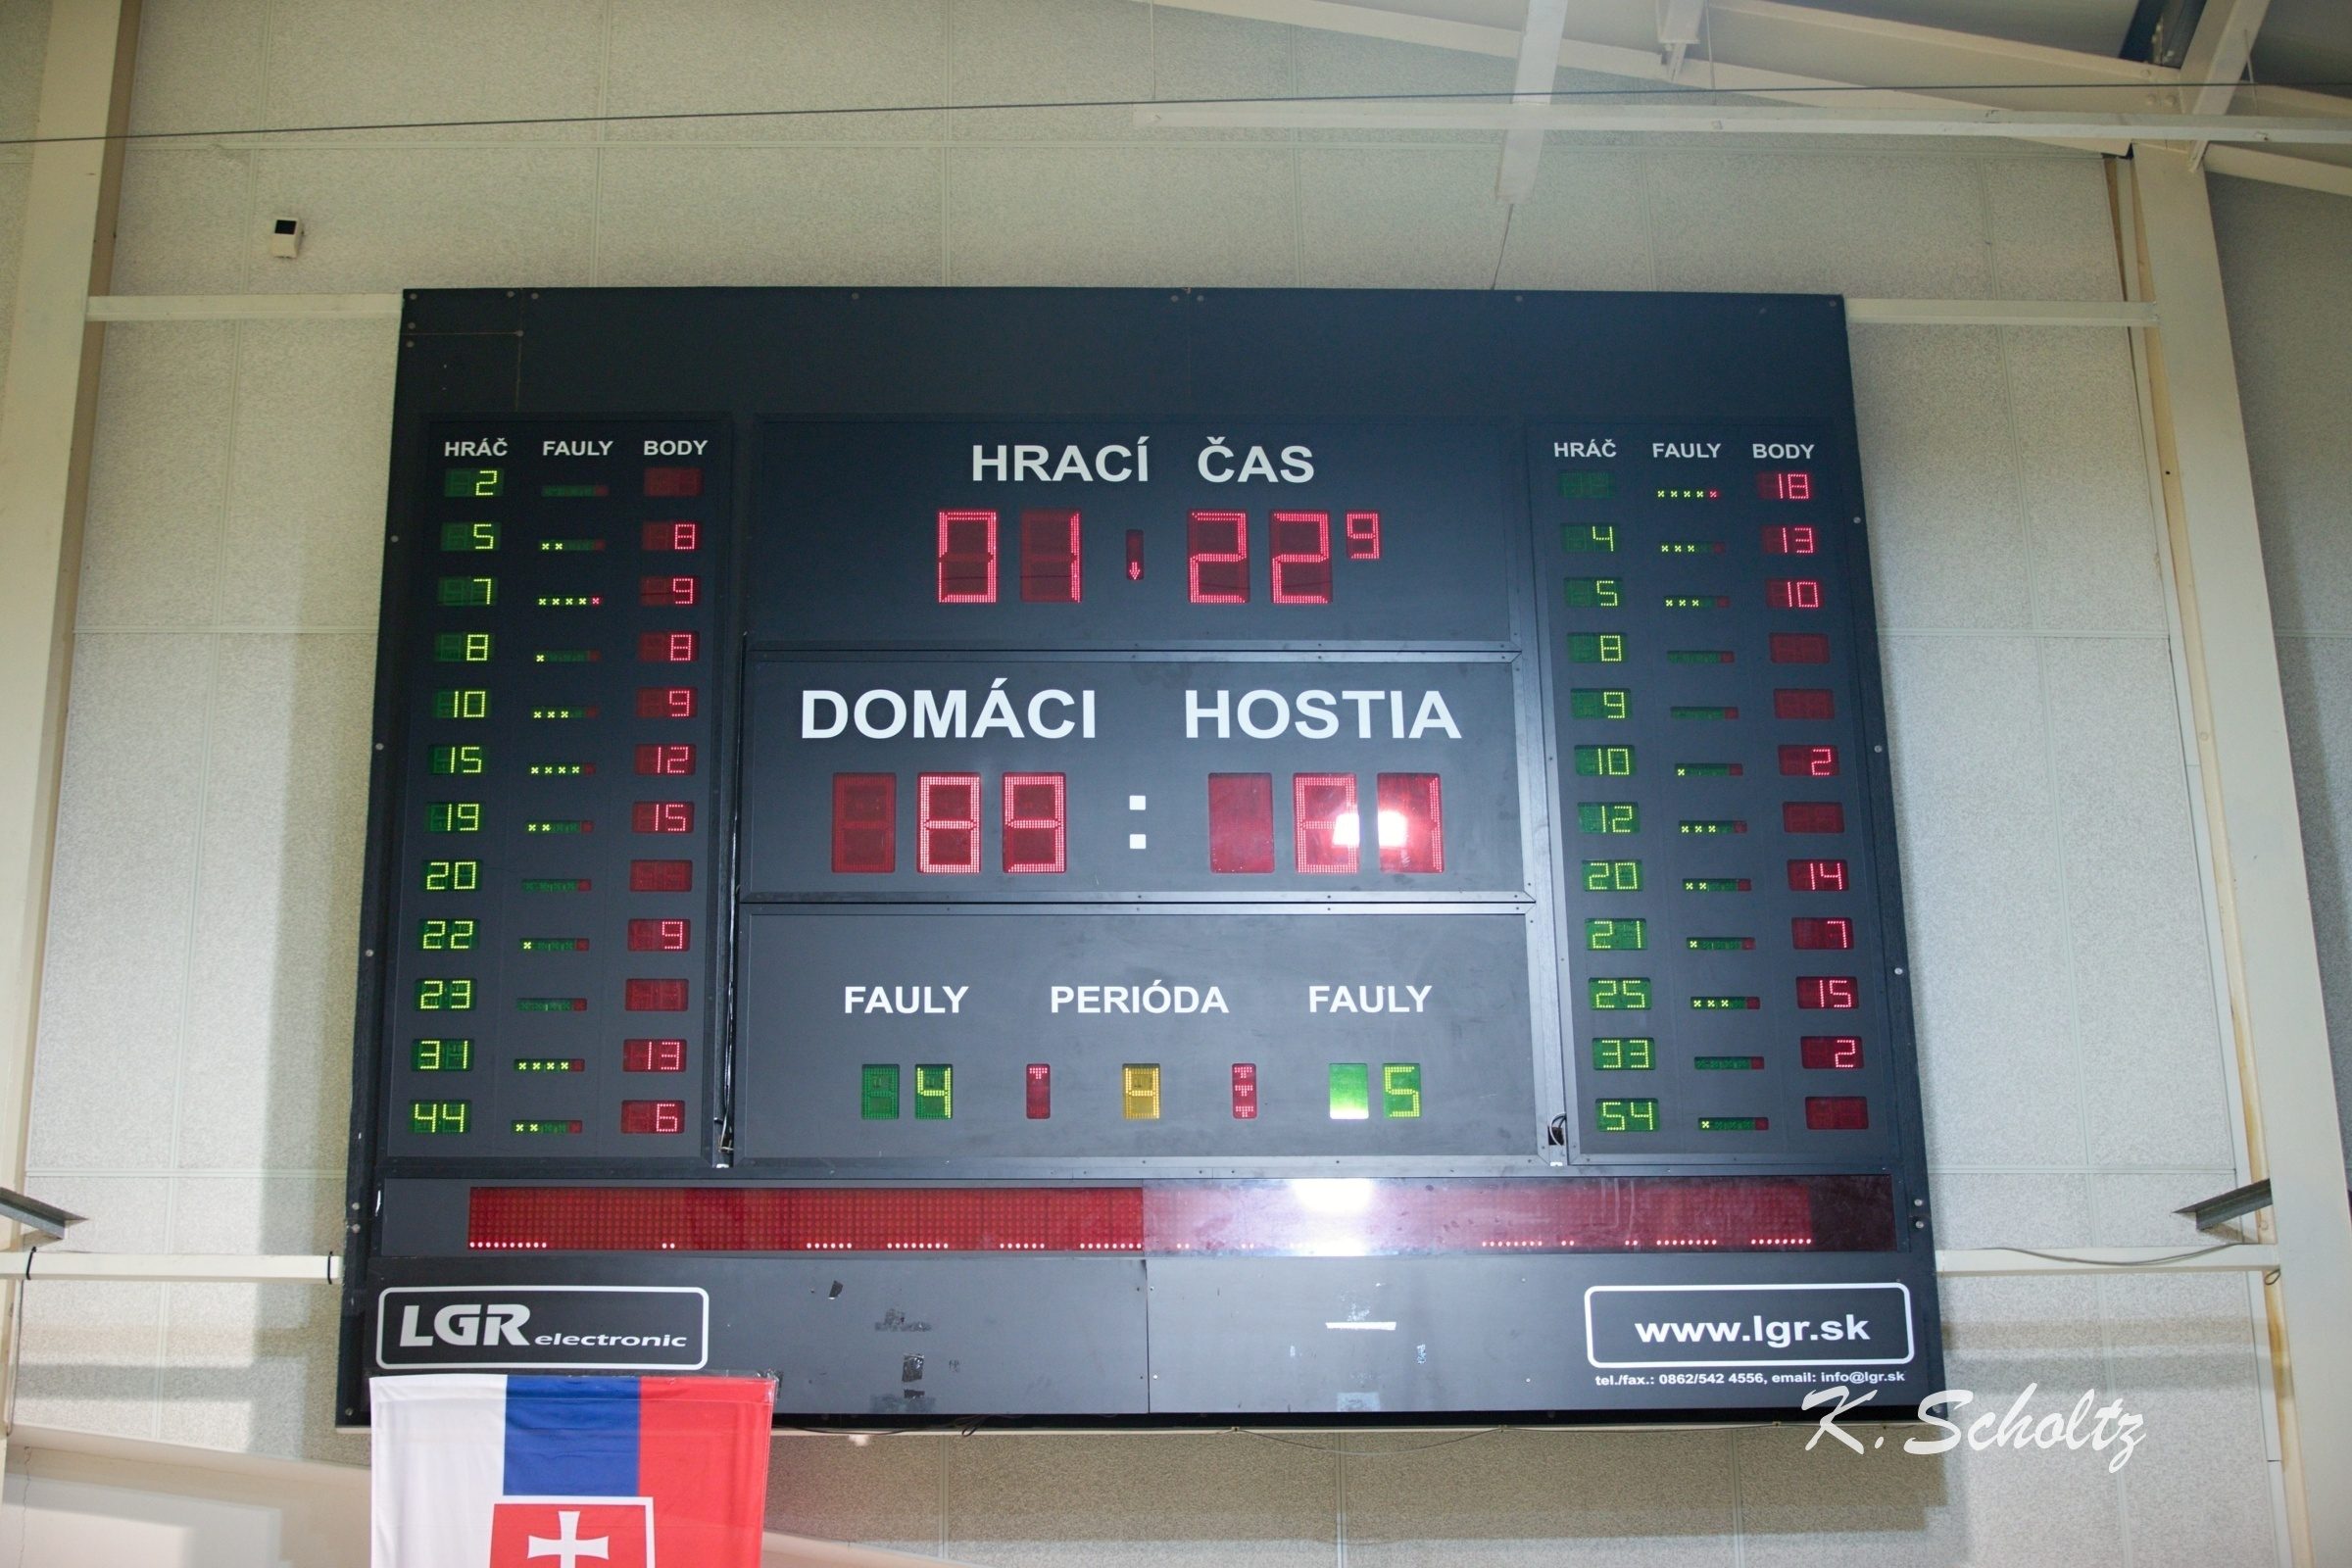 HRÁČ FAULY BODY
2
5 8
7 9
8 8
10 9
15 12
19 15
20
22 9
23
31 13
44 6
HRACÍ ČAS
01 22 9
DOMÁCI HOSTIA
89 : 81
FAULY PERIÓDA FAULY
4 4 5
HRÁČ FAULY BODY
18
4 13
5 10
8
9
10 2
12
20 14
21 7
25 15
33 2
54
LGR electronic
www.lgr.sk
tel./fax.: 0862/542 4556, email: info@lgr.sk
K. Scholtz